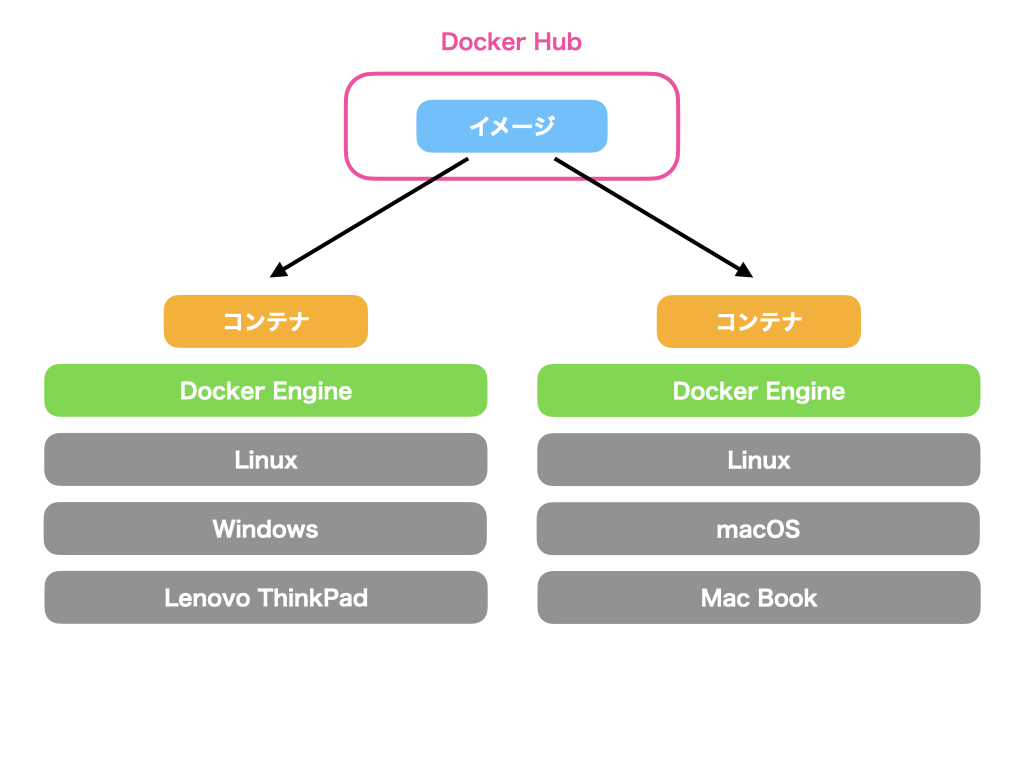 Docker Hub
イメージ
コンテナ
コンテナ
Docker Engine
Docker Engine
Linux
Linux
Windows
macOS
Lenovo ThinkPad
Mac Book